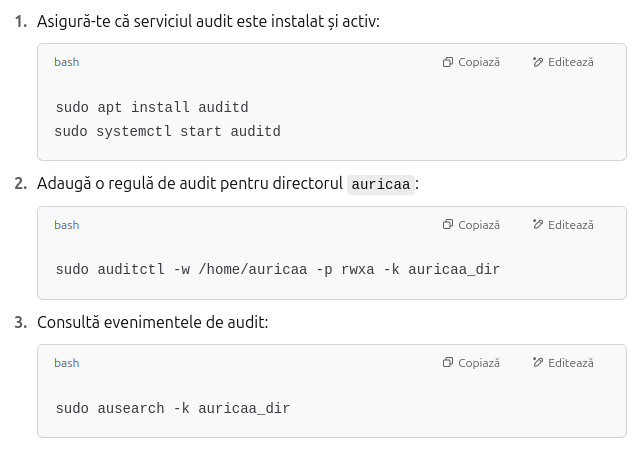 1. Asigură-te că serviciul audit este instalat și activ:
bash Copiază Editează
sudo apt install auditd
sudo systemctl start auditd
2. Adaugă o regulă de audit pentru directorul auricaa:
bash Copiază Editează
sudo auditctl -w /home/auricaa -p rwxa -k auricaa_dir
3. Consultă evenimentele de audit:
bash Copiază Editează
sudo ausearch -k auricaa_dir